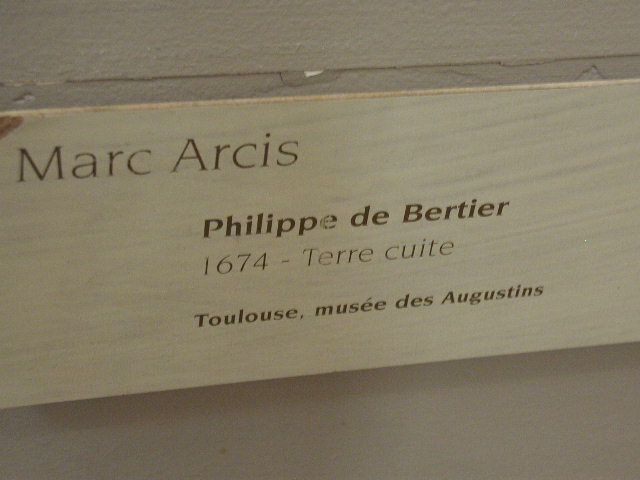 Marc Arcis
Philippe de Bertier
1674 - Terre cuite
Toulouse, musée des Augustins